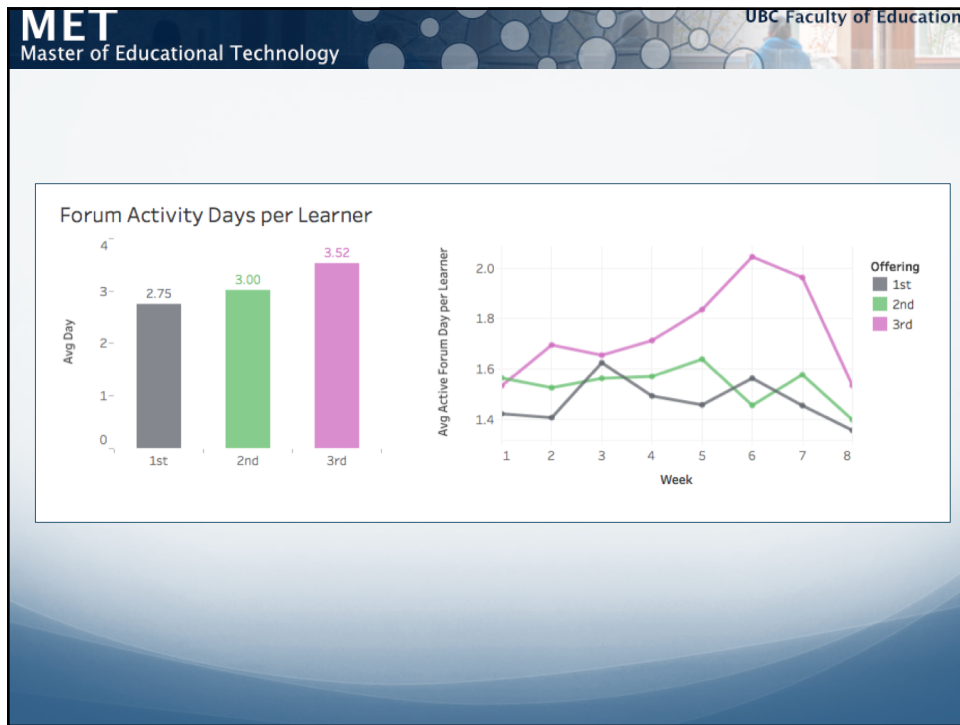 MET
Master of Educational Technology
UBC Faculty of Education
Forum Activity Days per Learner
Avg Day
4
3
2
1
0
2.75
3.00
3.52
1st
2nd
3rd
Avg Active Forum Day per Learner
2.0
1.8
1.6
1.4
1 2 3 4 5 6 7 8
Week
Offering
1st
2nd
3rd